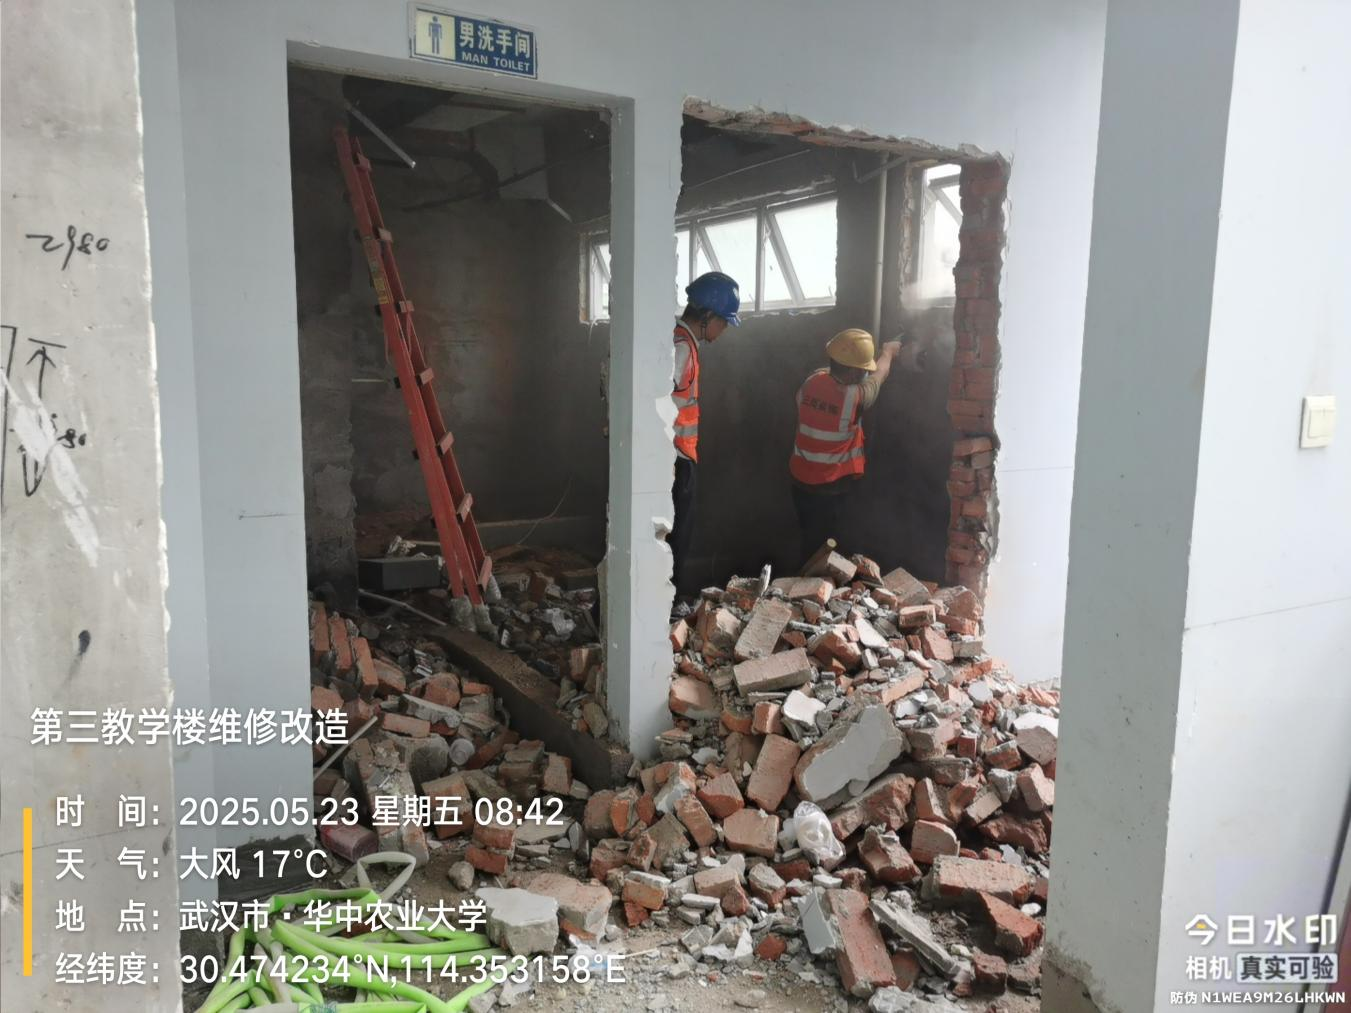 男洗手间
MAN TOILET
2980
第三教学楼维修改造
时 间：2025.05.23 星期五 08:42
天 气：大风 17°C
地 点：武汉市·华中农业大学
经纬度：30.474234°N,114.353158°E
今日水印
相机 真实可验
防伪 N1WEA9M26LHKWN